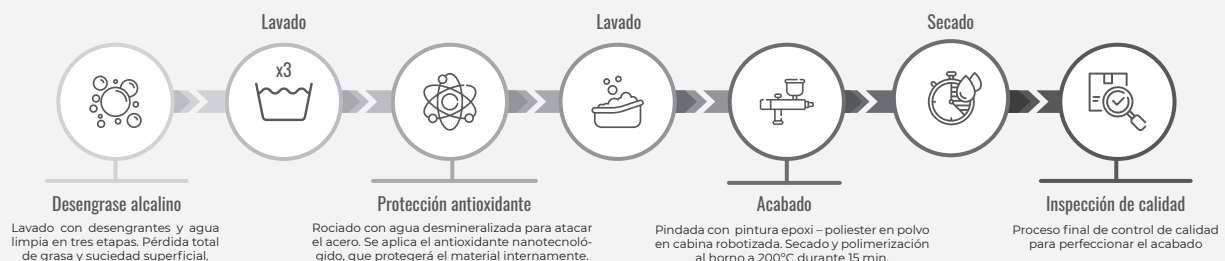 Lavado
Lavado
Secado
x3
Desengrase alcalino
Lavado con desengrantes y agua
limpia en tres etapas. Pérdida total
de grasa y suciedad superficial.
Protección antioxidante
Rociado con agua desmineralizada para atacar
el acero. Se aplica el antioxidante nanotecnoló-
gido, que protegerá el material internamente.
Acabado
Pindada con pintura epoxi – poliester en polvo
en cabina robotizada. Secado y polimerización
al horno a 200ºC durante 15 min.
Inspección de calidad
Proceso final de control de calidad
para perfeccionar el acabado